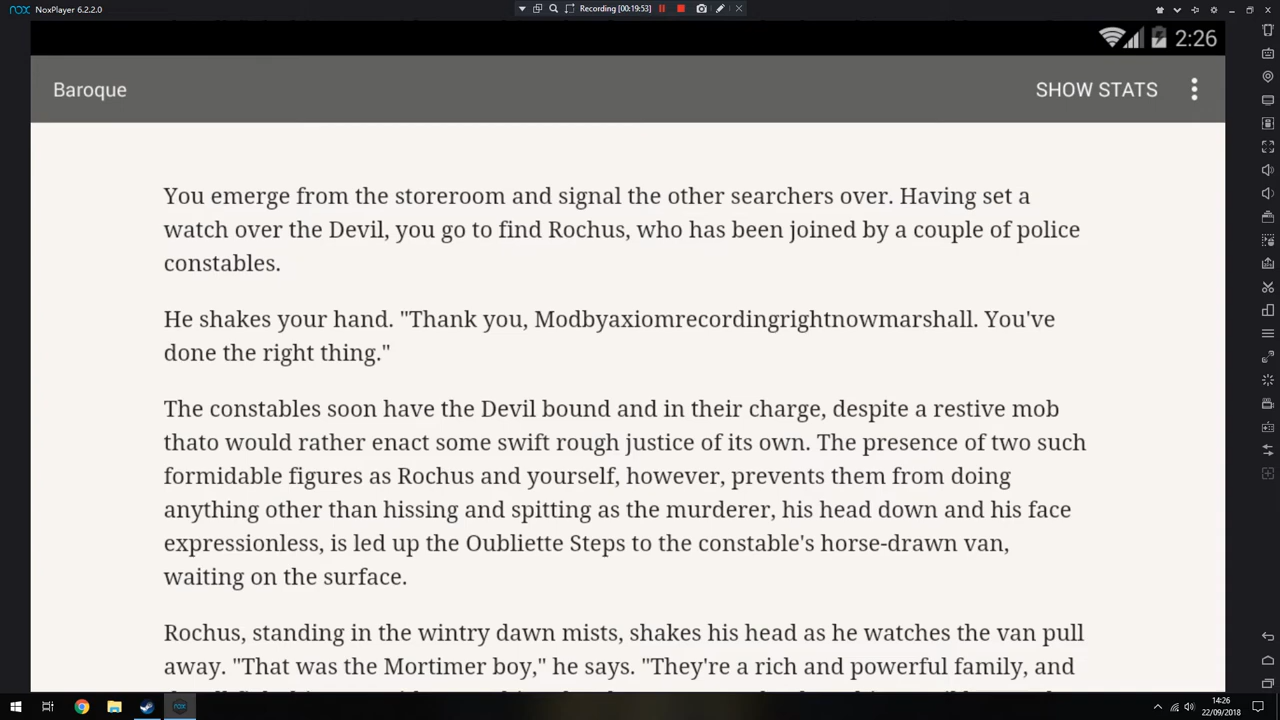 NoxPlayer 6.2.2.0
Recording [00:19:53]
2:26
Baroque
SHOW STATS
You emerge from the storeroom and signal the other searchers over. Having set a
watch over the Devil, you go to find Rochus, who has been joined by a couple of police
constables.
He shakes your hand. "Thank you, Modbyaxiomrecordingrightnowmarshall. You've
done the right thing."
The constables soon have the Devil bound and in their charge, despite a restive mob
thato would rather enact some swift rough justice of its own. The presence of two such
formidable figures as Rochus and yourself, however, prevents them from doing
anything other than hissing and spitting as the murderer, his head down and his face
expressionless, is led up the Oubliette Steps to the constable's horse-drawn van,
waiting on the surface.
Rochus, standing in the wintry dawn mists, shakes his head as he watches the van pull
away. "That was the Mortimer boy," he says. "They're a rich and powerful family, and
14:26
22/09/2018